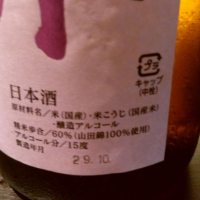 プラ
キャップ
(中栓)
日本酒
原材料名/米(国産)・米こうじ(国産米)
・醸造アルコール
精米歩合/60%(山田錦100%使用)
アルコール分/15度
製造年月
29.10.